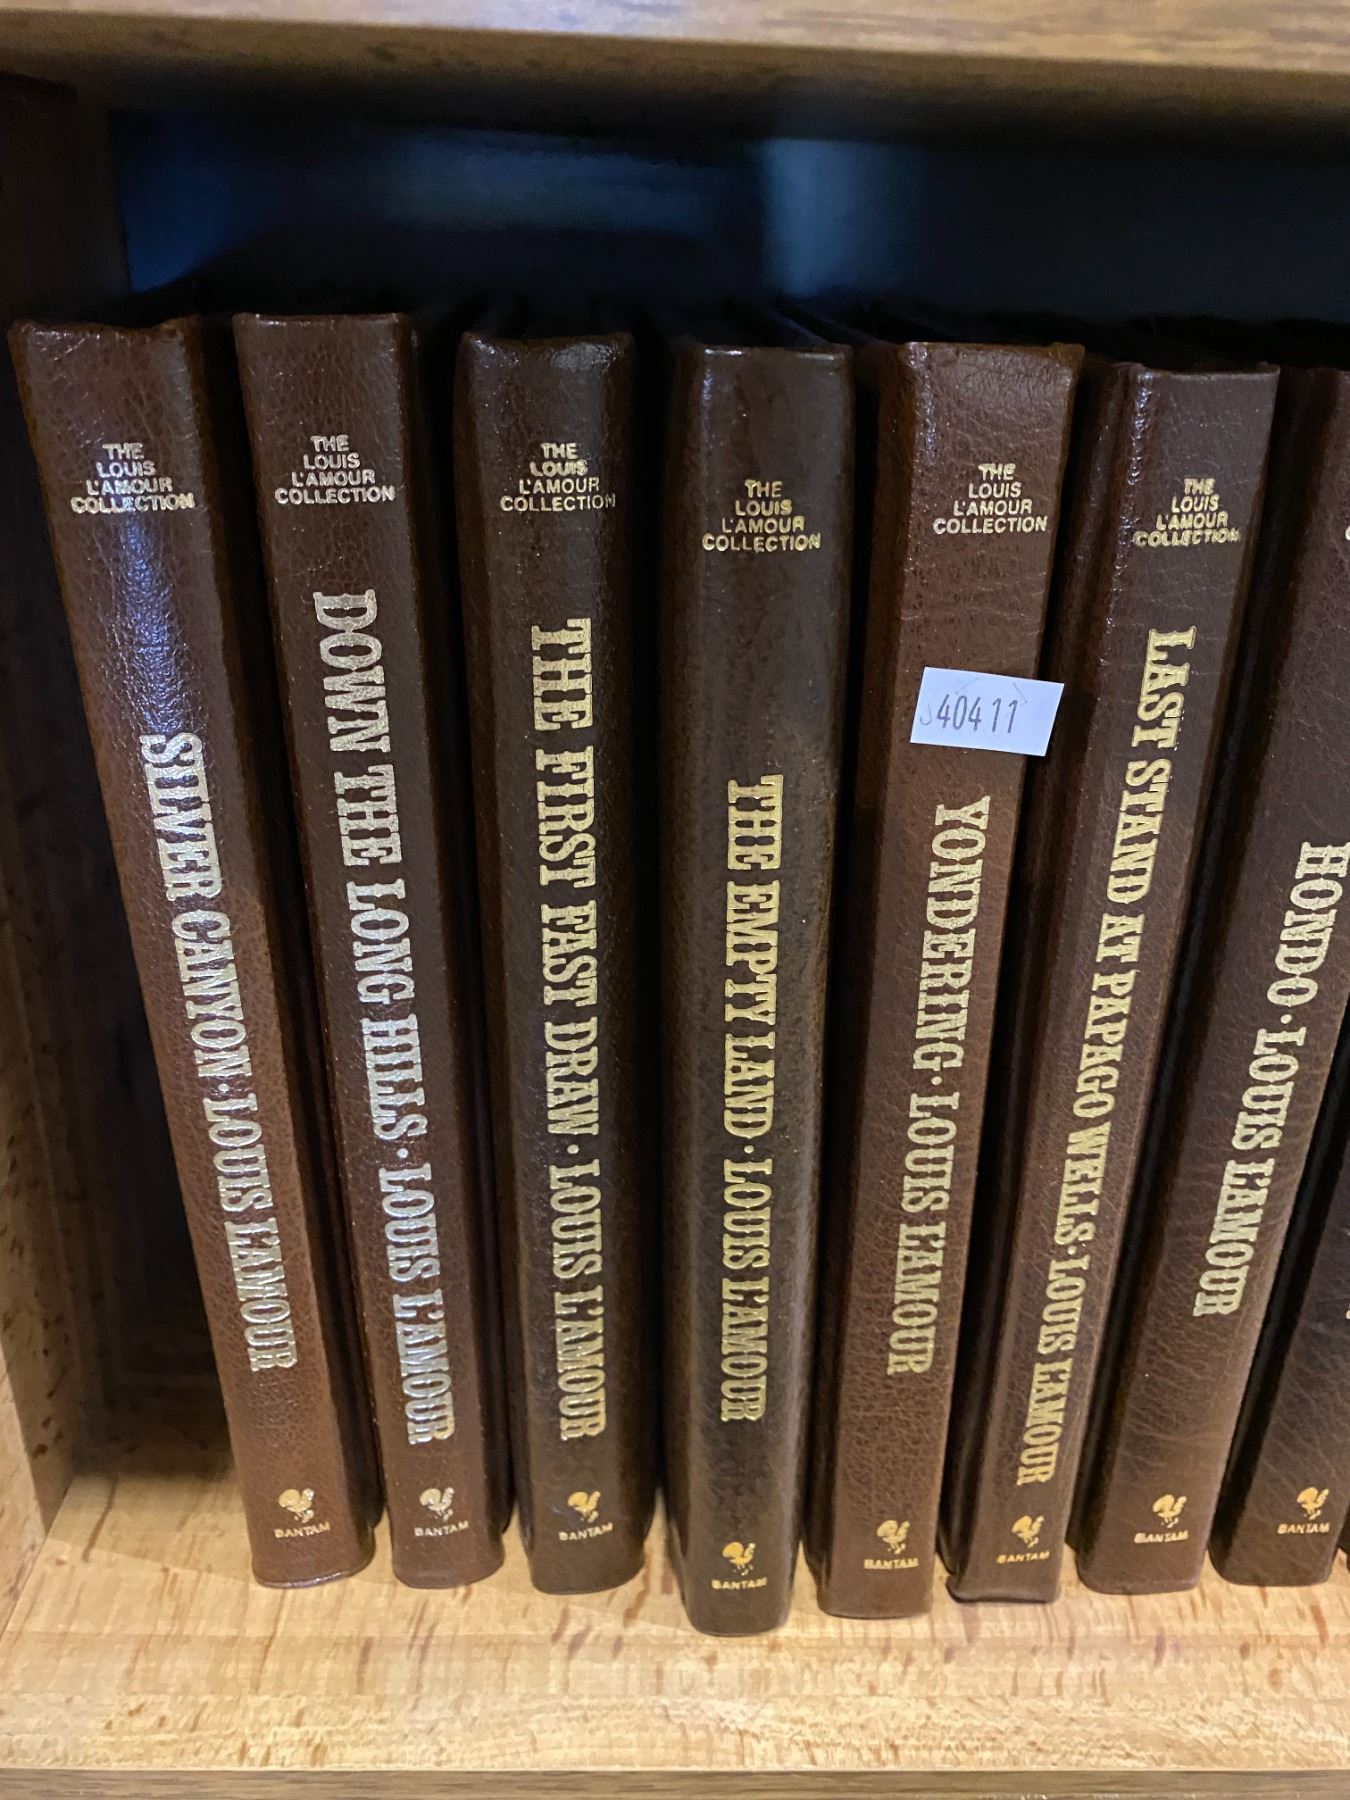 THE
LOUIS
L'AMOUR
COLLECTION
SILVER CANYON · LOUIS L'AMOUR
BANTAM
THE
LOUIS
L'AMOUR
COLLECTION
DOWN THE LONG HILLS · LOUIS L'AMOUR
BANTAM
THE
LOUIS
L'AMOUR
COLLECTION
THE FIRST FAST DRAW · LOUIS L'AMOUR
BANTAM
THE
LOUIS
L'AMOUR
COLLECTION
THE EMPTY LAND · LOUIS L'AMOUR
BANTAM
THE
LOUIS
L'AMOUR
COLLECTION
40411
YONDERING · LOUIS L'AMOUR
BANTAM
THE
LOUIS
L'AMOUR
COLLECTION
LAST STAND AT PAPAGO WELLS · LOUIS L'AMOUR
BANTAM
HONDO · LOUIS L'AMOUR
BANTAM
BANTAM